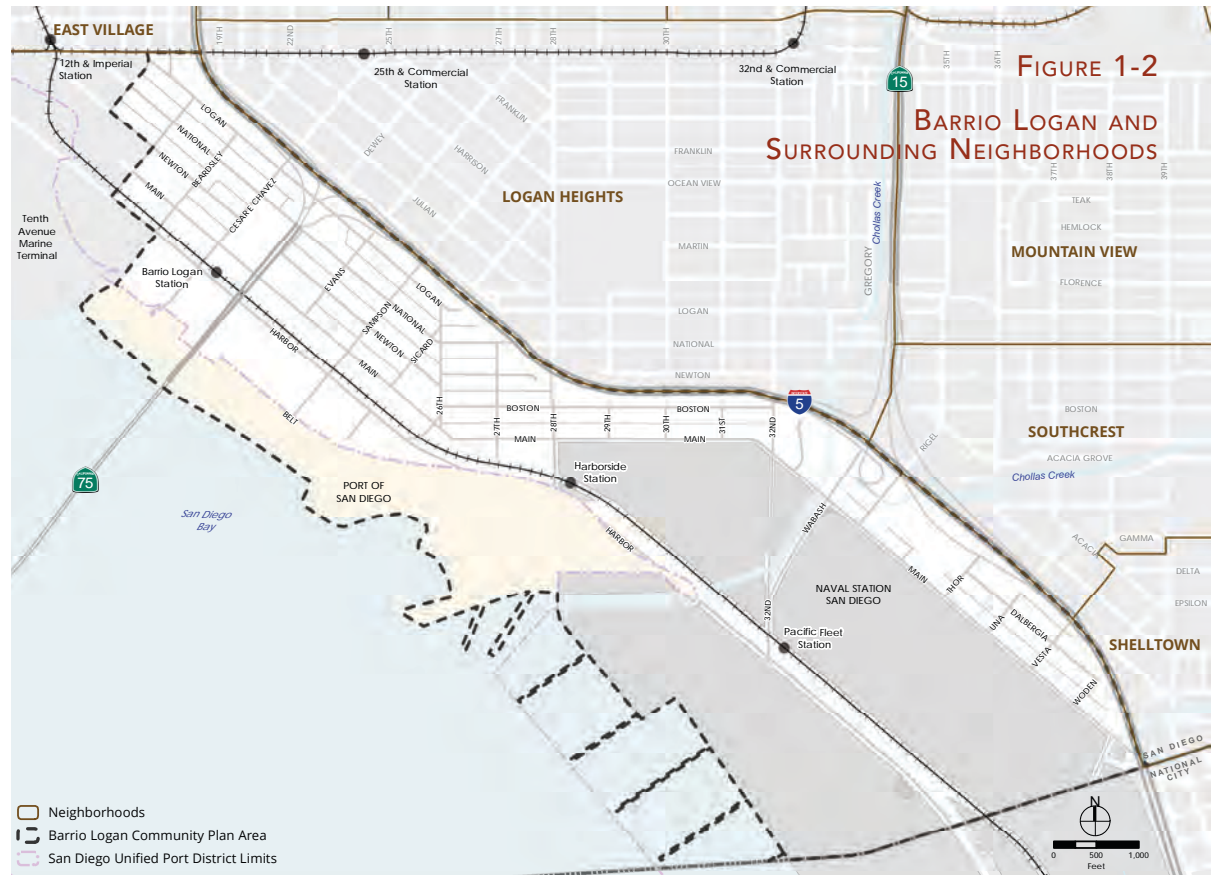 FIGURE 1-2
BARRIO LOGAN AND
SURROUNDING NEIGHBORHOODS
EAST VILLAGE
19TH
22ND
25TH
27TH
28TH
30TH
35TH
36TH
12th & Imperial
Station
25th & Commercial
Station
32nd & Commercial
Station
CALIFORNIA
15
LOGAN
NATIONAL
NEWTON
BEARDSLEY
MAIN
CESAR E CHAVEZ
DEWEY
FRANKLIN
HARRISON
JULIAN
FRANKLIN
OCEAN VIEW
LOGAN HEIGHTS
MARTIN
LOGAN
NATIONAL
NEWTON
GREGORY
Chollas Creek
37TH
38TH
39TH
TEAK
HEMLOCK
MOUNTAIN VIEW
FLORENCE
Tenth
Avenue
Marine
Terminal
Barrio Logan
Station
EVANS
LOGAN
SAMPSON
NATIONAL
NEWTON
SICARD
HARBOR
MAIN
BELT
26TH
27TH
28TH
29TH
30TH
31ST
32ND
BOSTON
BOSTON
MAIN
MAIN
INTERSTATE
5
BOSTON
SOUTHCREST
ACACIA GROVE
Chollas Creek
RIGEL
CALIFORNIA
75
San Diego
Bay
PORT OF
SAN DIEGO
Harborside
Station
HARBOR
WABASH
32ND
NAVAL STATION
SAN DIEGO
Pacific Fleet
Station
MAIN
THOR
UNA
DALBERGIA
VESTA
WODEN
ACACIA
GAMMA
DELTA
EPSILON
SHELLTOWN
SAN DIEGO
NATIONAL
CITY
Neighborhoods
Barrio Logan Community Plan Area
San Diego Unified Port District Limits
N
0 500 1,000
Feet